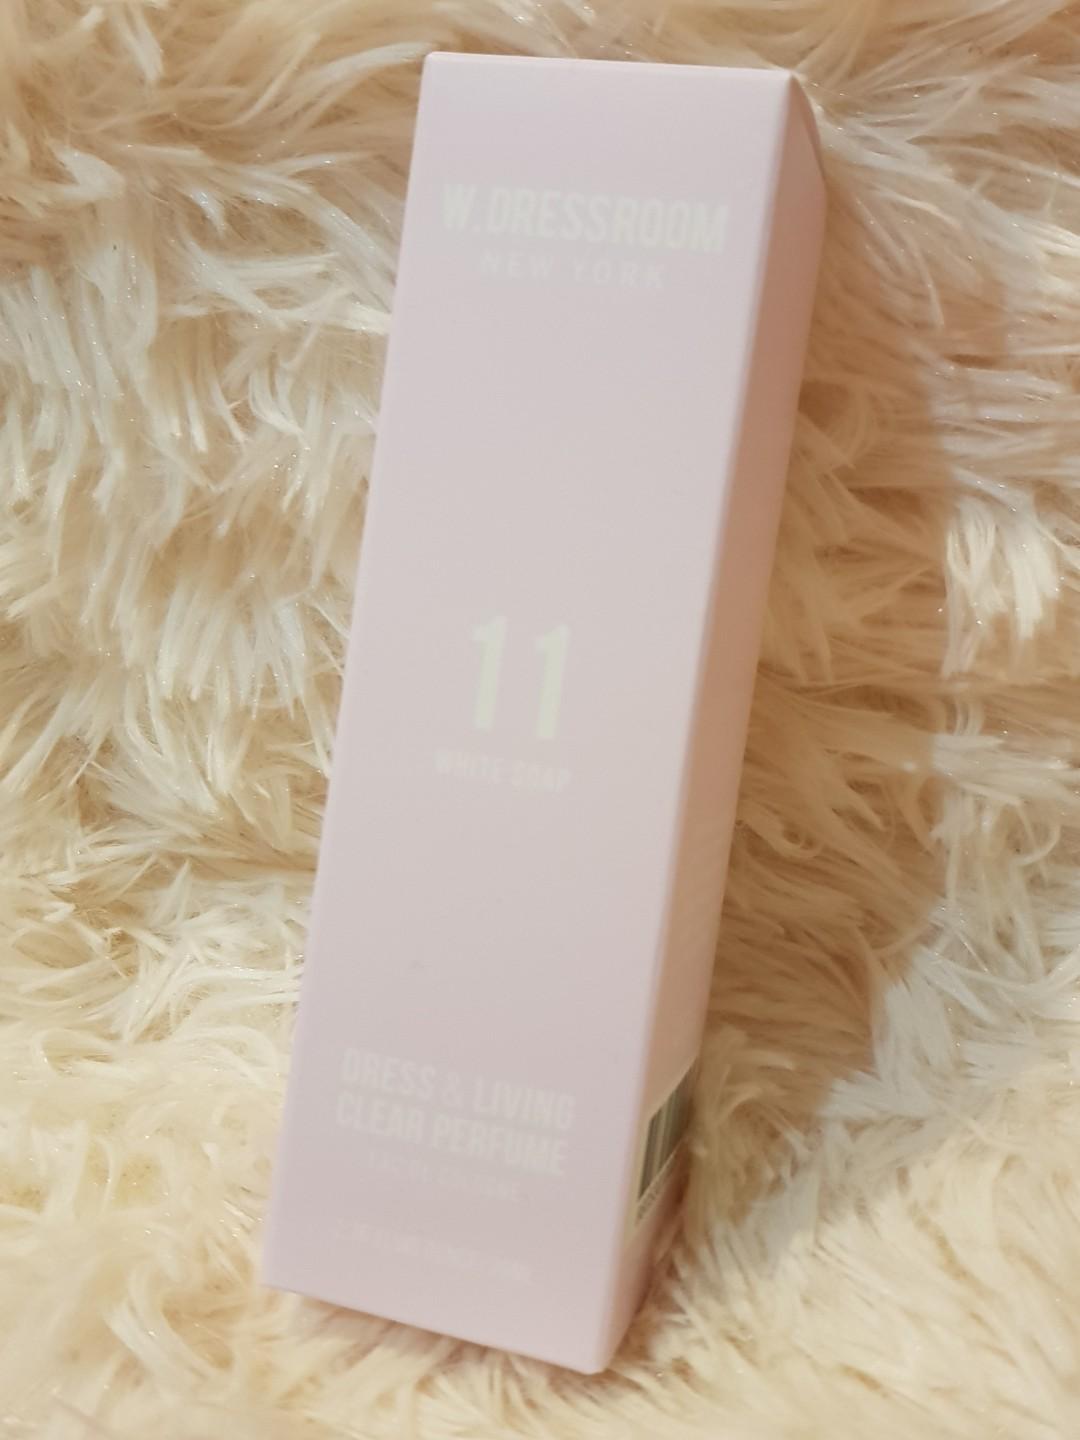 W.DRESSROOM
NEW YORK
11
WHITE SOAP
DRESS & LIVING
CLEAR PERFUME